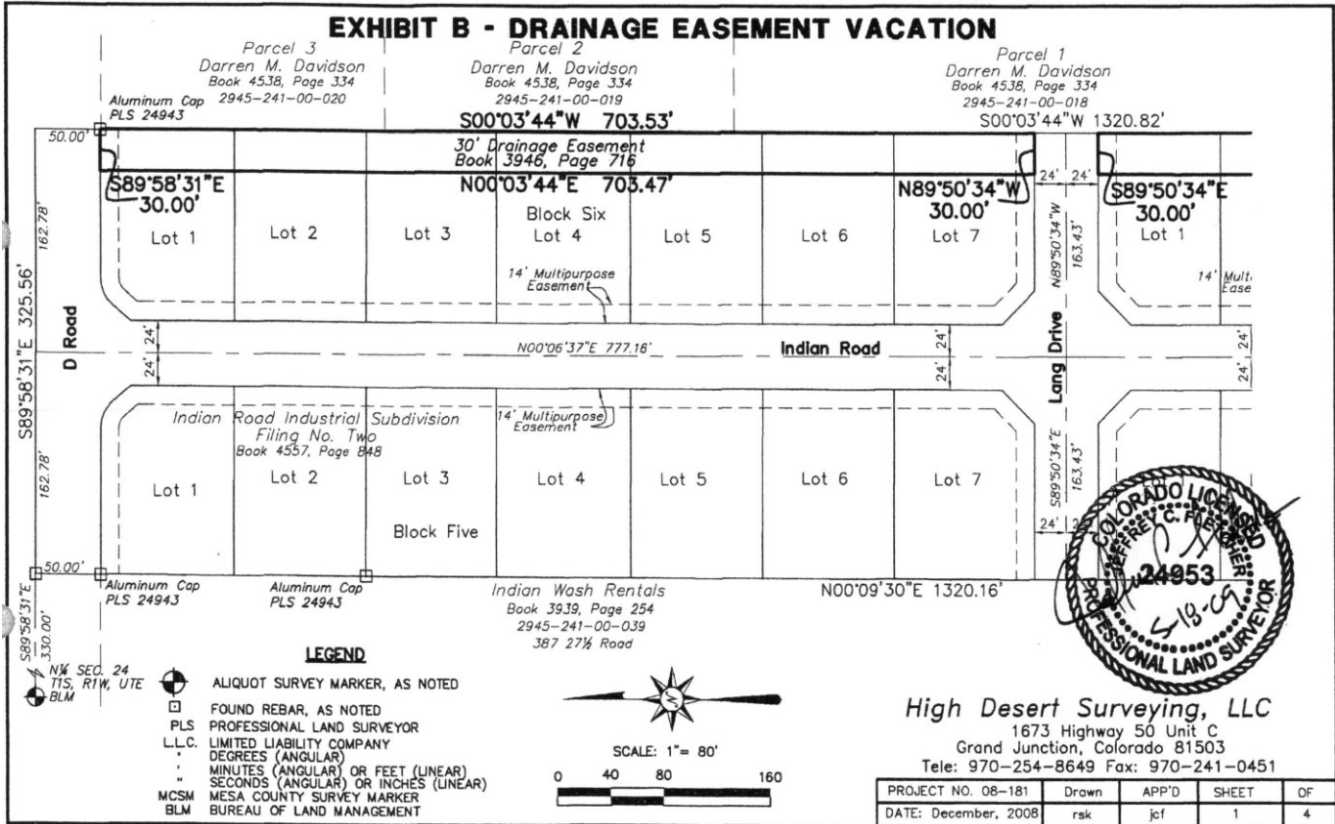 EXHIBIT B - DRAINAGE EASEMENT VACATION
Parcel 3
Darren M. Davidson
Book 4538, Page 334
2945-241-00-020
Parcel 2
Darren M. Davidson
Book 4538, Page 334
2945-241-00-019
Parcel 1
Darren M. Davidson
Book 4538, Page 334
2945-241-00-018
Aluminum Cap
PLS 24943
S00°03'44"W 703.53'
S00°03'44"W 1320.82'
50.00'
30' Drainage Easement
Book 3946, Page 716
S89°58'31"E
30.00'
N00°03'44"E 703.47'
N89°50'34"W
30.00'
24'
24'
S89°50'34"E
30.00'
162.78'
Block Six
Lot 1
Lot 2
Lot 3
Lot 4
Lot 5
Lot 6
Lot 7
N89°50'34"W
163.43'
Lot 1
14' Multipurpose
Easement
14' Multi
Ease
S89°58'31"E 325.56'
D Road
24'
24'
N00°06'37"E 777.16'
Indian Road
24'
24'
Lang Drive
24'
24'
Indian Road Industrial Subdivision
Filing No. Two
Book 4557, Page 848
14' Multipurpose
Easement
162.78'
Lot 1
Lot 2
Lot 3
Lot 4
Lot 5
Lot 6
Lot 7
S89°50'34"E
163.43'
Block Five
24'
50.00'
Aluminum Cap
PLS 24943
Aluminum Cap
PLS 24943
Indian Wash Rentals
Book 3939, Page 254
2945-241-00-039
387 27½ Road
N00°09'30"E 1320.16'
COLORADO LICENSED
JEFFREY C. FLETCHER
24953
PROFESSIONAL LAND SURVEYOR
S89°58'31"E
330.00'
N¼ SEC. 24
T1S, R1W, UTE
BLM
LEGEND
ALIQUOT SURVEY MARKER, AS NOTED
FOUND REBAR, AS NOTED
PLS PROFESSIONAL LAND SURVEYOR
L.L.C. LIMITED LIABILITY COMPANY
° DEGREES (ANGULAR)
' MINUTES (ANGULAR) OR FEET (LINEAR)
" SECONDS (ANGULAR) OR INCHES (LINEAR)
MCSM MESA COUNTY SURVEY MARKER
BLM BUREAU OF LAND MANAGEMENT
SCALE: 1"= 80'
0 40 80 160
High Desert Surveying, LLC
1673 Highway 50 Unit C
Grand Junction, Colorado 81503
Tele: 970-254-8649 Fax: 970-241-0451
PROJECT NO. 08-181 Drawn APP'D SHEET OF
DATE: December, 2008 rsk jcf 1 4